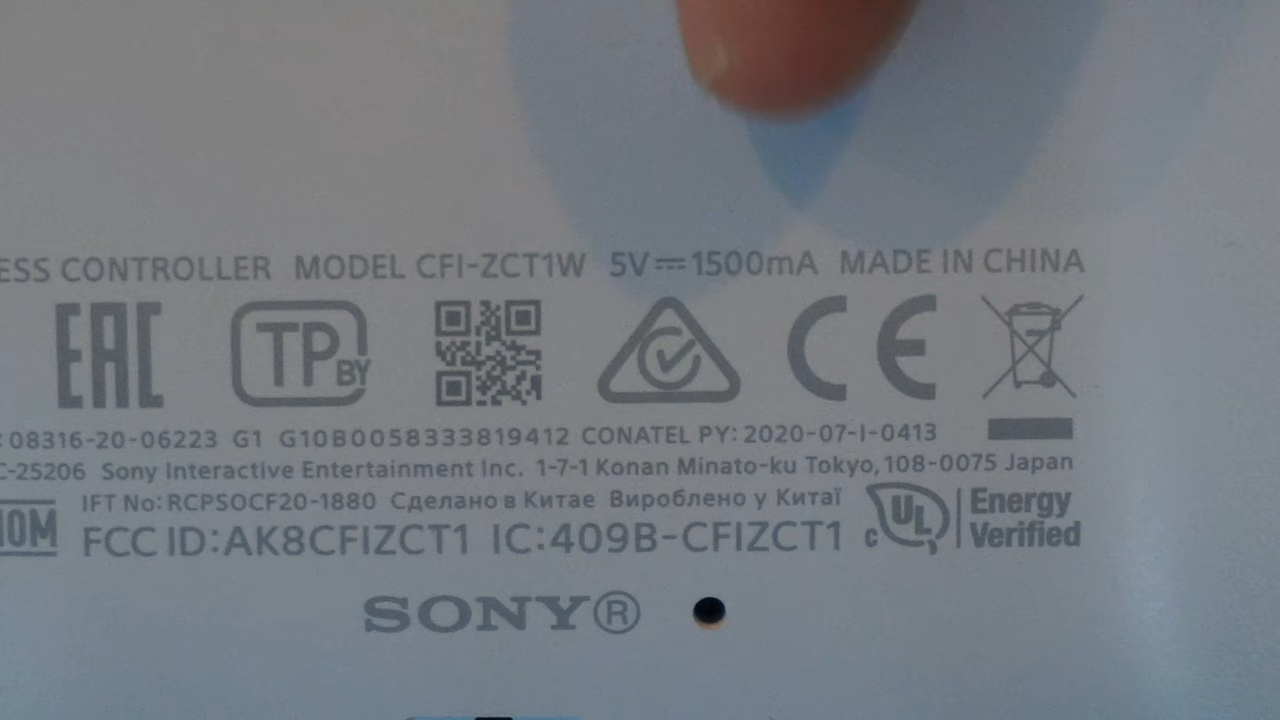 ESS CONTROLLER MODEL CFI-ZCT1W 5V⎓1500mA MADE IN CHINA
EAC TP BY CE
:08316-20-06223 G1 G10B0058333819412 CONATEL PY: 2020-07-I-0413
C-25206 Sony Interactive Entertainment Inc. 1-7-1 Konan Minato-ku Tokyo, 108-0075 Japan
IFT No: RCPSOCF20-1880 Сделано в Китае Вироблено у Китаї
NOM FCC ID:AK8CFIZCT1 IC:409B-CFIZCT1 c UL Energy Verified
SONY®